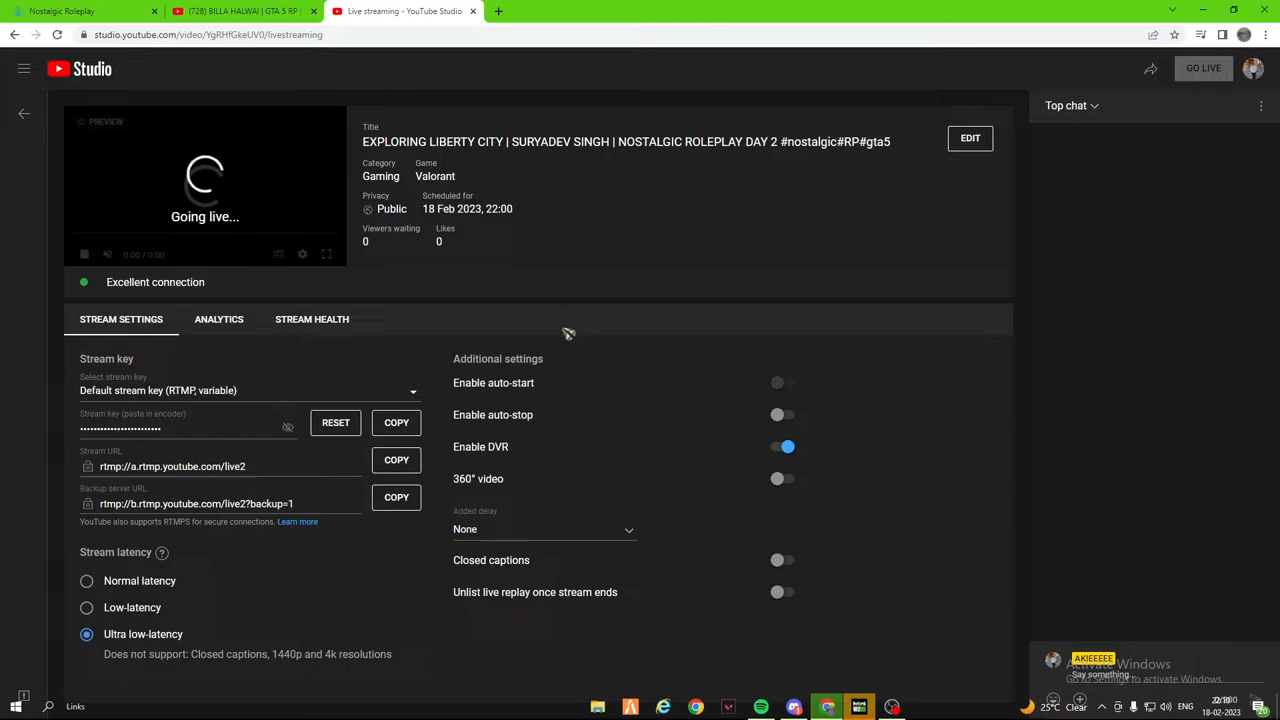 Nostalgic Roleplay
(728) BILLA HALWAI | GTA 5 RP |
Live streaming - YouTube Studio
studio.youtube.com/video/YgRHfGkeUV0/livestreaming
Studio
GO LIVE
PREVIEW
Going live...
0:00 / 0:00
Title
EXPLORING LIBERTY CITY | SURYADEV SINGH | NOSTALGIC ROLEPLAY DAY 2 #nostalgic#RP#gta5
EDIT
Category
Game
Gaming
Valorant
Privacy
Scheduled for
Public
18 Feb 2023, 22:00
Viewers waiting
Likes
0
0
Excellent connection
Top chat
STREAM SETTINGS
ANALYTICS
STREAM HEALTH
Stream key
Select stream key
Default stream key (RTMP, variable)
Stream key (paste in encoder)
••••••••••••••••••••••••
RESET
COPY
Stream URL
rtmp://a.rtmp.youtube.com/live2
COPY
Backup server URL
rtmp://b.rtmp.youtube.com/live2?backup=1
COPY
YouTube also supports RTMPS for secure connections. Learn more
Stream latency
Normal latency
Low-latency
Ultra low-latency
Does not support: Closed captions, 1440p and 4k resolutions
Additional settings
Enable auto-start
Enable auto-stop
Enable DVR
360° video
Added delay
None
Closed captions
Unlist live replay once stream ends
AKIEEEEE
Say something...
Activate Windows
Go to Settings to activate Windows.
Links
25°C Clear
ENG
18-02-2023
20